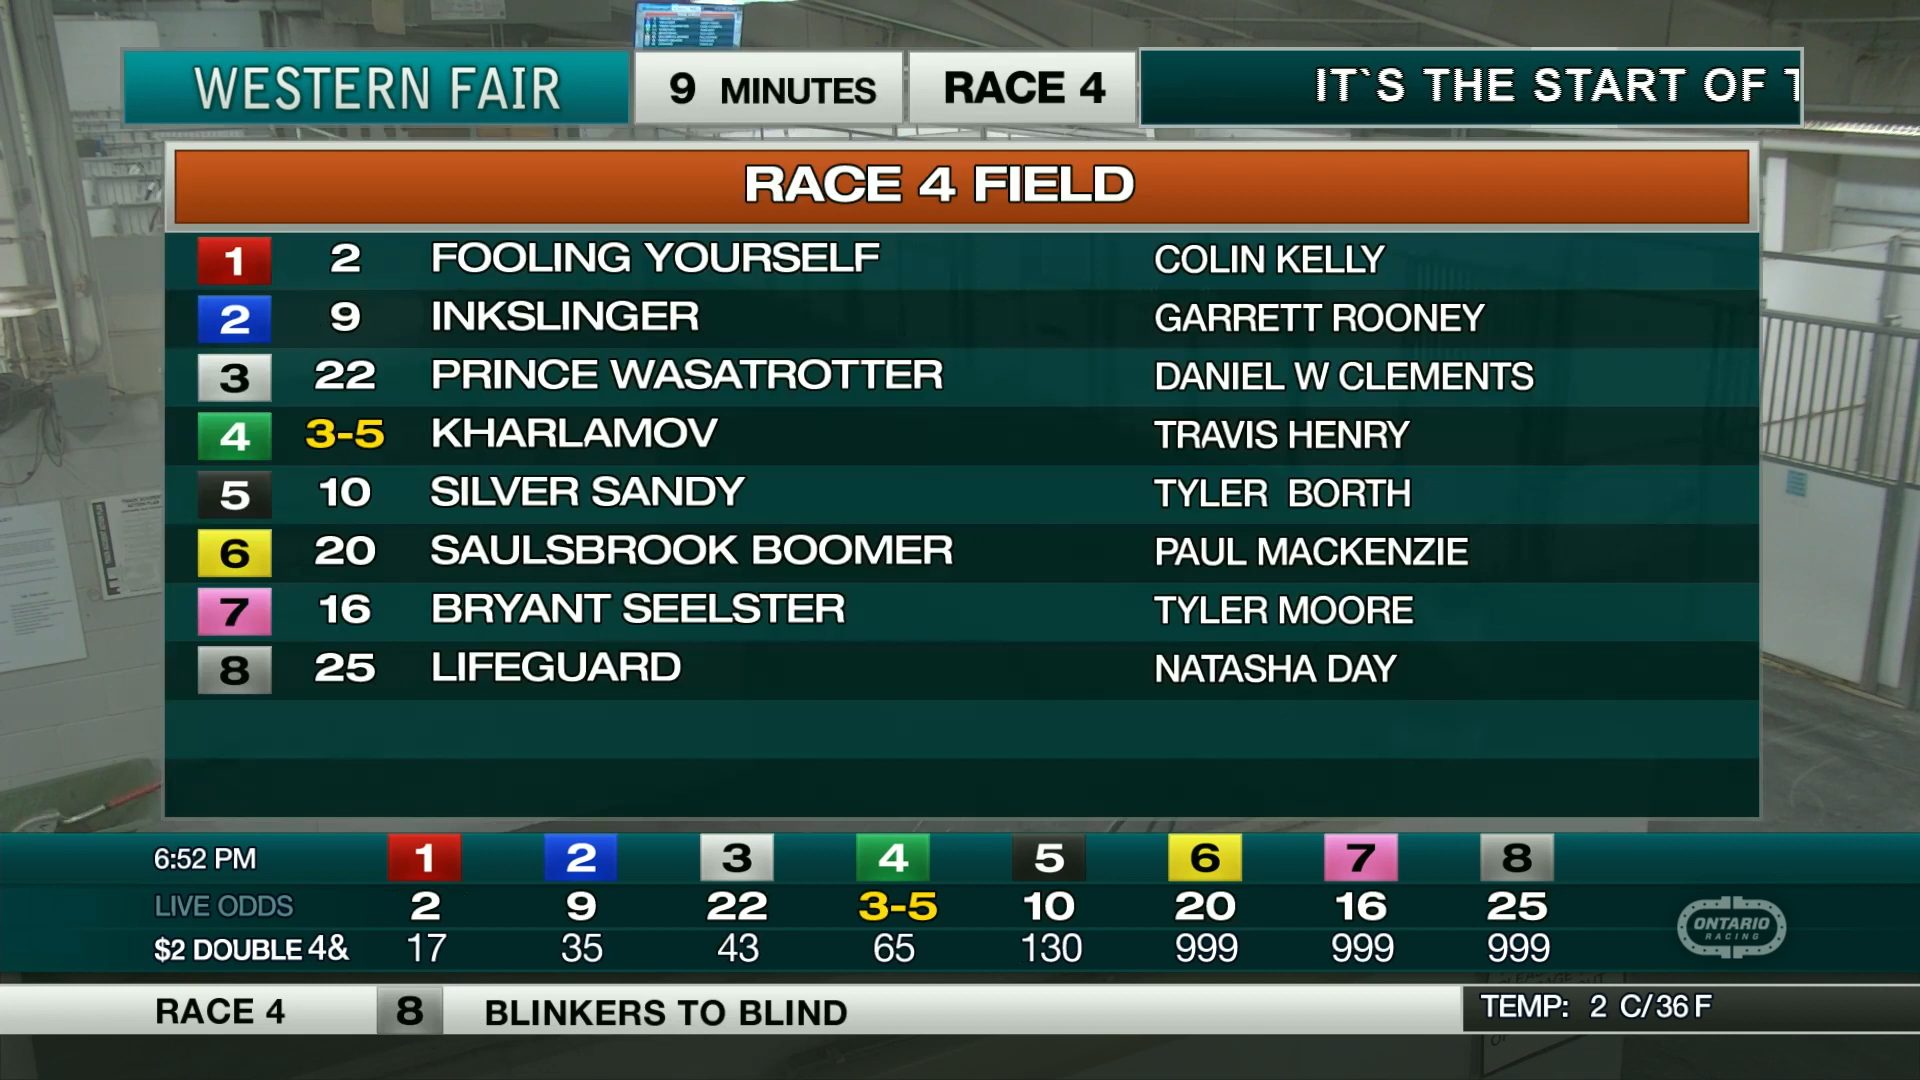 WESTERN FAIR 9 MINUTES RACE 4 IT`S THE START OF
RACE 4 FIELD
1 2 FOOLING YOURSELF COLIN KELLY
2 9 INKSLINGER GARRETT ROONEY
3 22 PRINCE WASATROTTER DANIEL W CLEMENTS
4 3-5 KHARLAMOV TRAVIS HENRY
5 10 SILVER SANDY TYLER BORTH
6 20 SAULSBROOK BOOMER PAUL MACKENZIE
7 16 BRYANT SEELSTER TYLER MOORE
8 25 LIFEGUARD NATASHA DAY
6:52 PM 1 2 3 4 5 6 7 8
LIVE ODDS 2 9 22 3-5 10 20 16 25
$2 DOUBLE 4& 17 35 43 65 130 999 999 999
ONTARIO
RACING
RACE 4 8 BLINKERS TO BLIND TEMP: 2 C/36 F